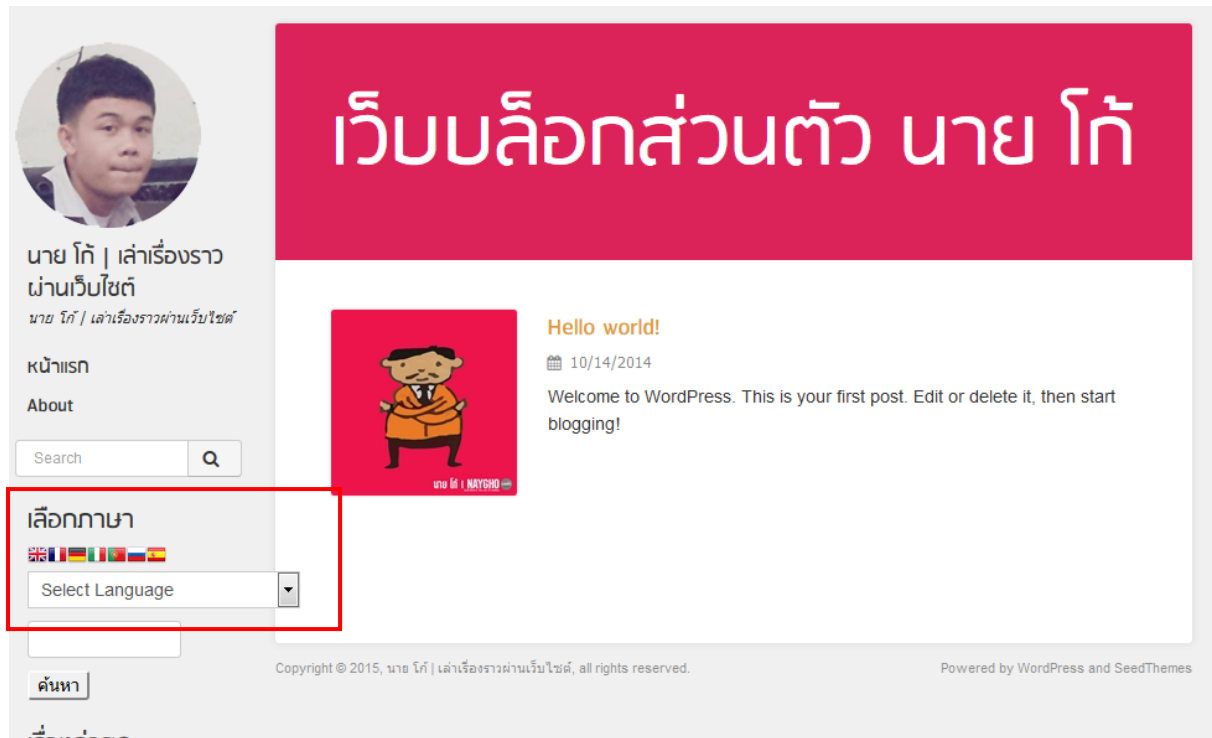 เว็บบล็อกส่วนตัว นาย โก้
นาย โก้ | เล่าเรื่องราว
ผ่านเว็บไซต์
นาย โก้ | เล่าเรื่องราวผ่านเว็บไซต์
หน้าแรก
About
Search
เลือกภาษา
Select Language
ค้นหา
Hello world!
10/14/2014
Welcome to WordPress. This is your first post. Edit or delete it, then start
blogging!
นาย โก้ | NAYGHO
Copyright © 2015, นาย โก้ | เล่าเรื่องราวผ่านเว็บไซต์, all rights reserved.
Powered by WordPress and SeedThemes